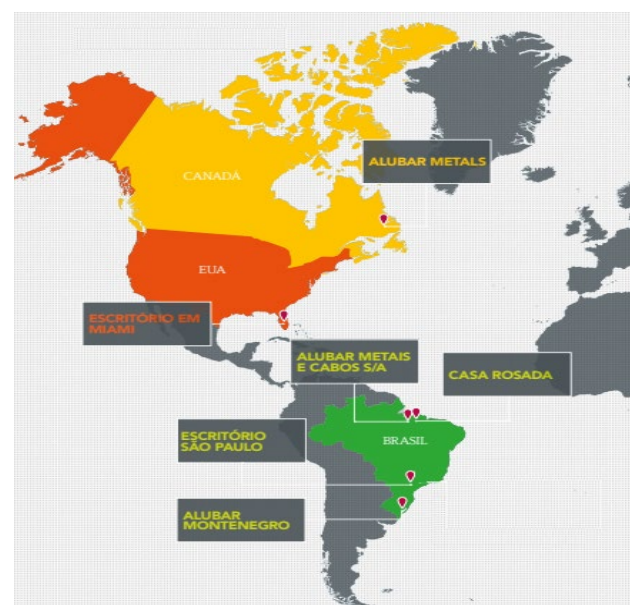 ALUBAR METALS
CANADÁ
EUA
ESCRITÓRIO EM
MIAMI
ALUBAR METAIS
E CABOS S/A
CASA ROSADA
ESCRITÓRIO
SÃO PAULO
BRASIL
ALUBAR
MONTENEGRO